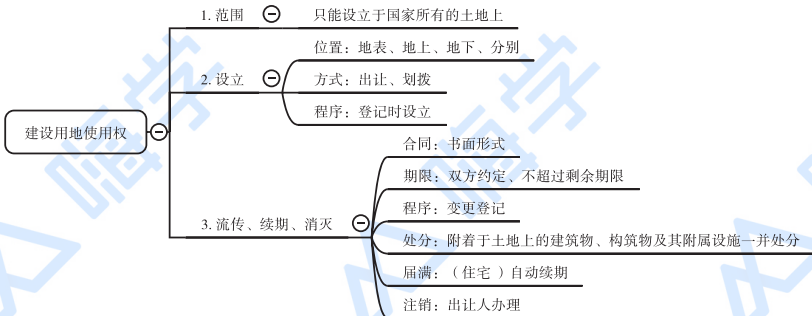 1. 范围
只能设立于国家所有的土地上
位置：地表、地上、地下、分别
2. 设立
方式：出让、划拨
程序：登记时设立
建设用地使用权
合同：书面形式
期限：双方约定、不超过剩余期限
程序：变更登记
3. 流传、续期、消灭
处分：附着于土地上的建筑物、构筑物及其附属设施一并处分
届满：（住宅 ）自动续期
注销：出让人办理
嗨学
嗨学